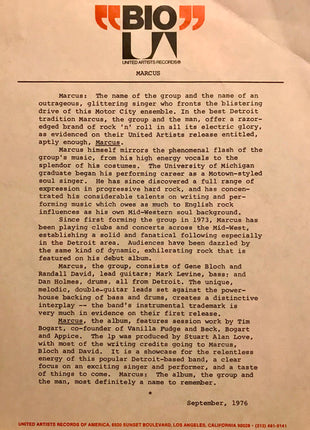 "BIO"
UA
UNITED ARTISTS RECORDS®
MARCUS
Marcus: The name of the group and the name of an
outrageous, glittering singer who fronts the blistering
drive of this Motor City ensemble. In the best Detroit
tradition Marcus, the group and the man, offer a razor-
edged brand of rock 'n' roll in all its electric glory,
as evidenced on their United Artists release entitled,
aptly enough, Marcus.
Marcus himself mirrors the phenomenal flash of the
group's music, from his high energy vocals to the
splendor of his costumes. The University of Michigan
graduate began his performing career as a Motown-styled
soul singer. He has since discovered a full range of
expression in progressive hard rock, and has concen-
trated his considerable talents on writing and per-
forming music which owes as much to English rock
influences as his own Mid-Western soul background.
Since first forming the group in 1973, Marcus has
been playing clubs and concerts across the Mid-West,
establishing a solid and fanatical following especially
in the Detroit area. Audiences have been dazzled by
the same kind of dynamic, exhilerating rock that is
featured on his debut album.
Marcus, the group, consists of Gene Bloch and
Randall David, lead guitars; Mark Levine, bass; and
Dan Holmes, drums, all from Detroit. The unique,
melodic, double-guitar leads set against the power-
house backing of bass and drums, creates a distinctive
interplay -- the band's instrumental trademark is
very much in evidence on their first release.
Marcus, the album, features session work by Tim
Bogart, co-founder of Vanilla Fudge and Beck, Bogart
and Appice. The lp was produced by Stuart Alan Love,
with most of the writing credits going to Marcus,
Bloch and David. It is a showcase for the relentless
energy of this popular Detroit-based band, a clear
focus on an exciting singer and performer, and a taste
of things to come. Marcus: The album, the group and
the man, most definitely a name to remember.
*
September, 1976
UNITED ARTISTS RECORDS OF AMERICA, 6920 SUNSET BOULEVARD, LOS ANGELES, CALIFORNIA 90028 • (213) 461-9141